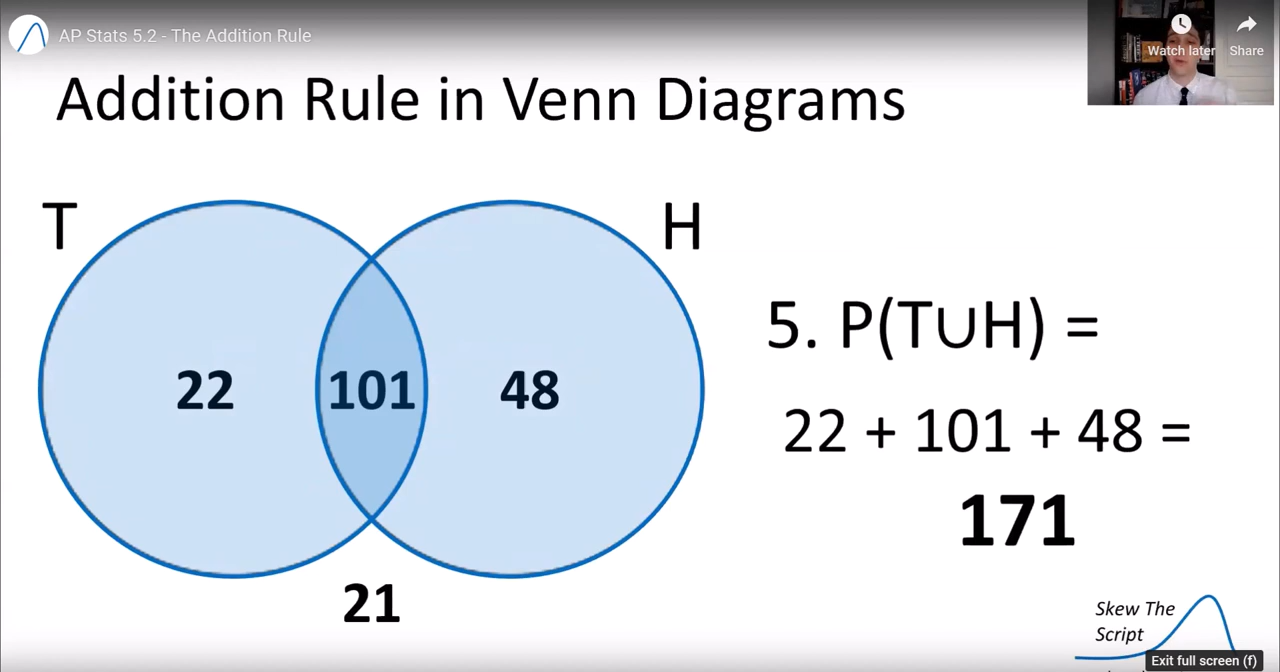 AP Stats 5.2 - The Addition Rule
Watch later
Share
Addition Rule in Venn Diagrams
T
H
22
101
48
21
5. P(T∪H) =
22 + 101 + 48 =
171
Skew The
Script
Exit full screen (f)